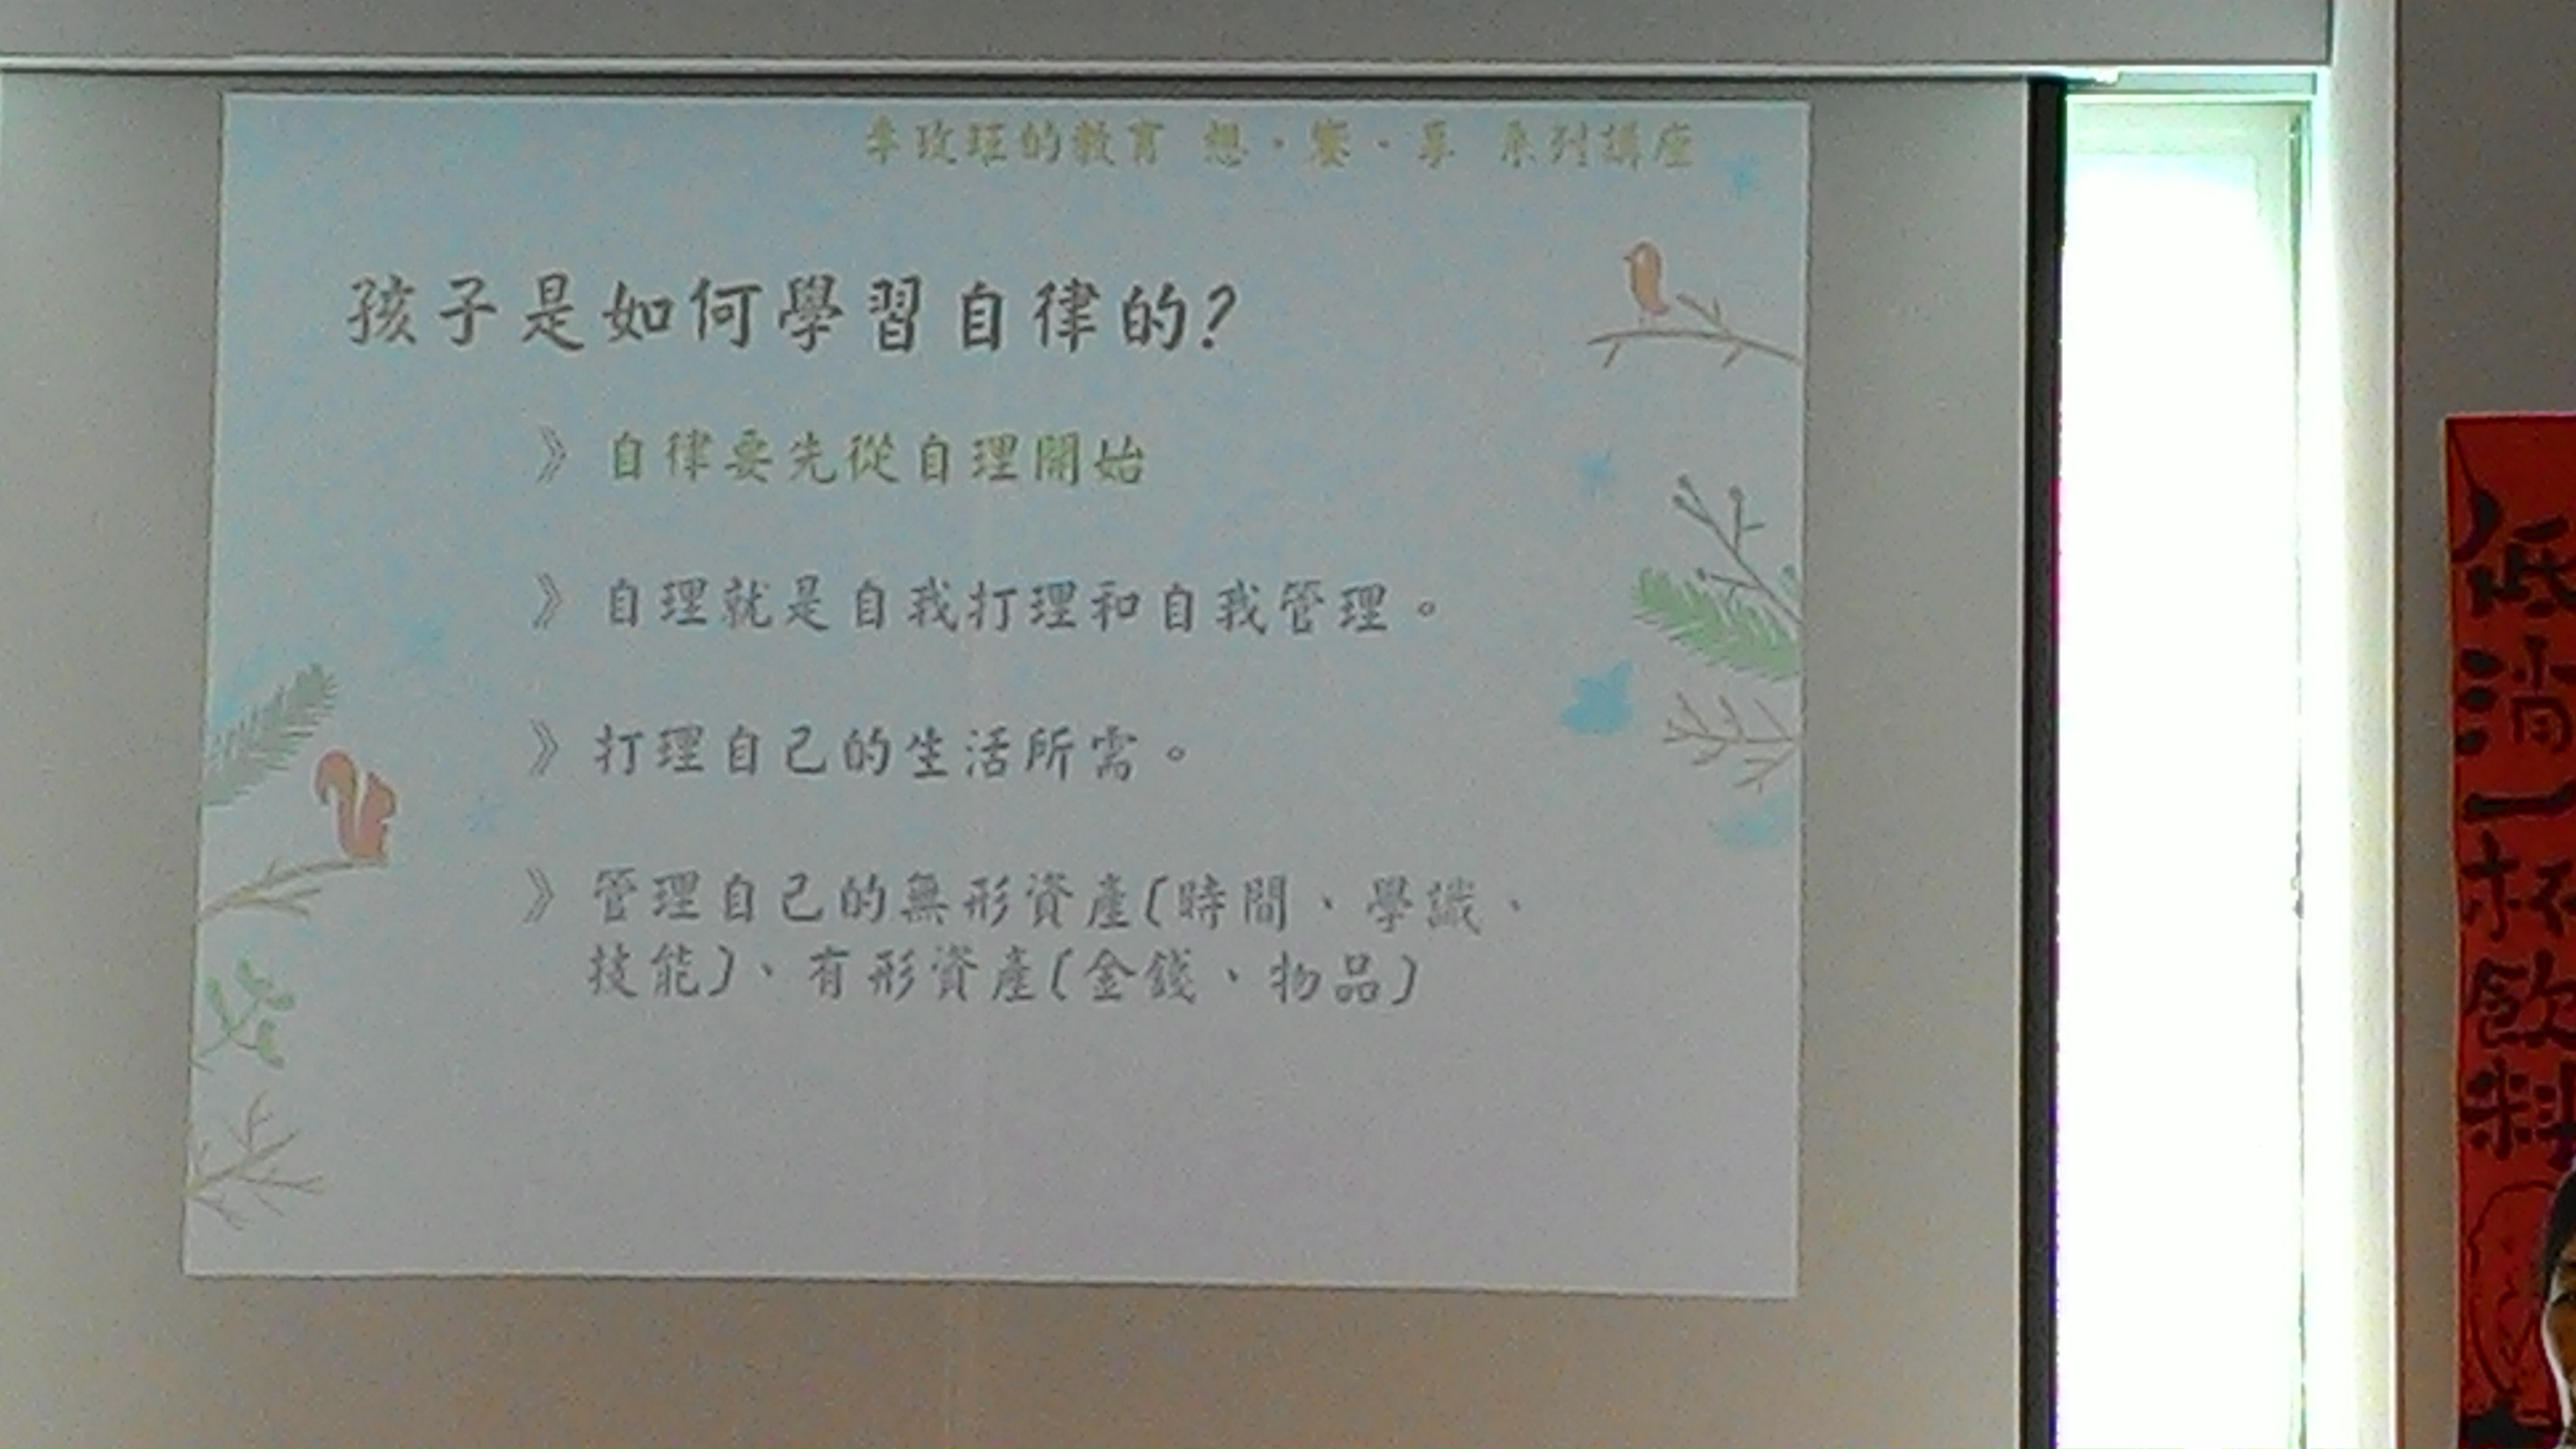 李玫瑾的教育 想・饗・享 系列講座
孩子是如何學習自律的?
》自律要先從自理開始
》自理就是自我打理和自我管理。
》打理自己的生活所需。
》管理自己的無形資產(時間、學識、
技能)、有形資產(金錢、物品)
低消一杯飲料